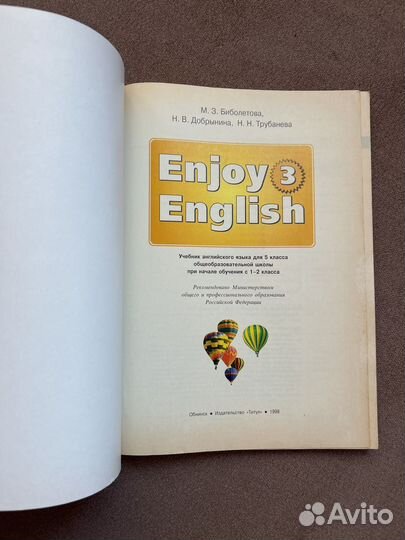 М. З. Биболетова,
Н. В. Добрынина, Н. Н. Трубанева
Enjoy 3
English
Учебник английского языка для 5 класса
общеобразовательной школы
при начале обучения с 1–2 класса
Рекомендовано Министерством
общего и профессионального образования
Российской Федерации
Обнинск • Издательство «Титул» • 1998
Avito